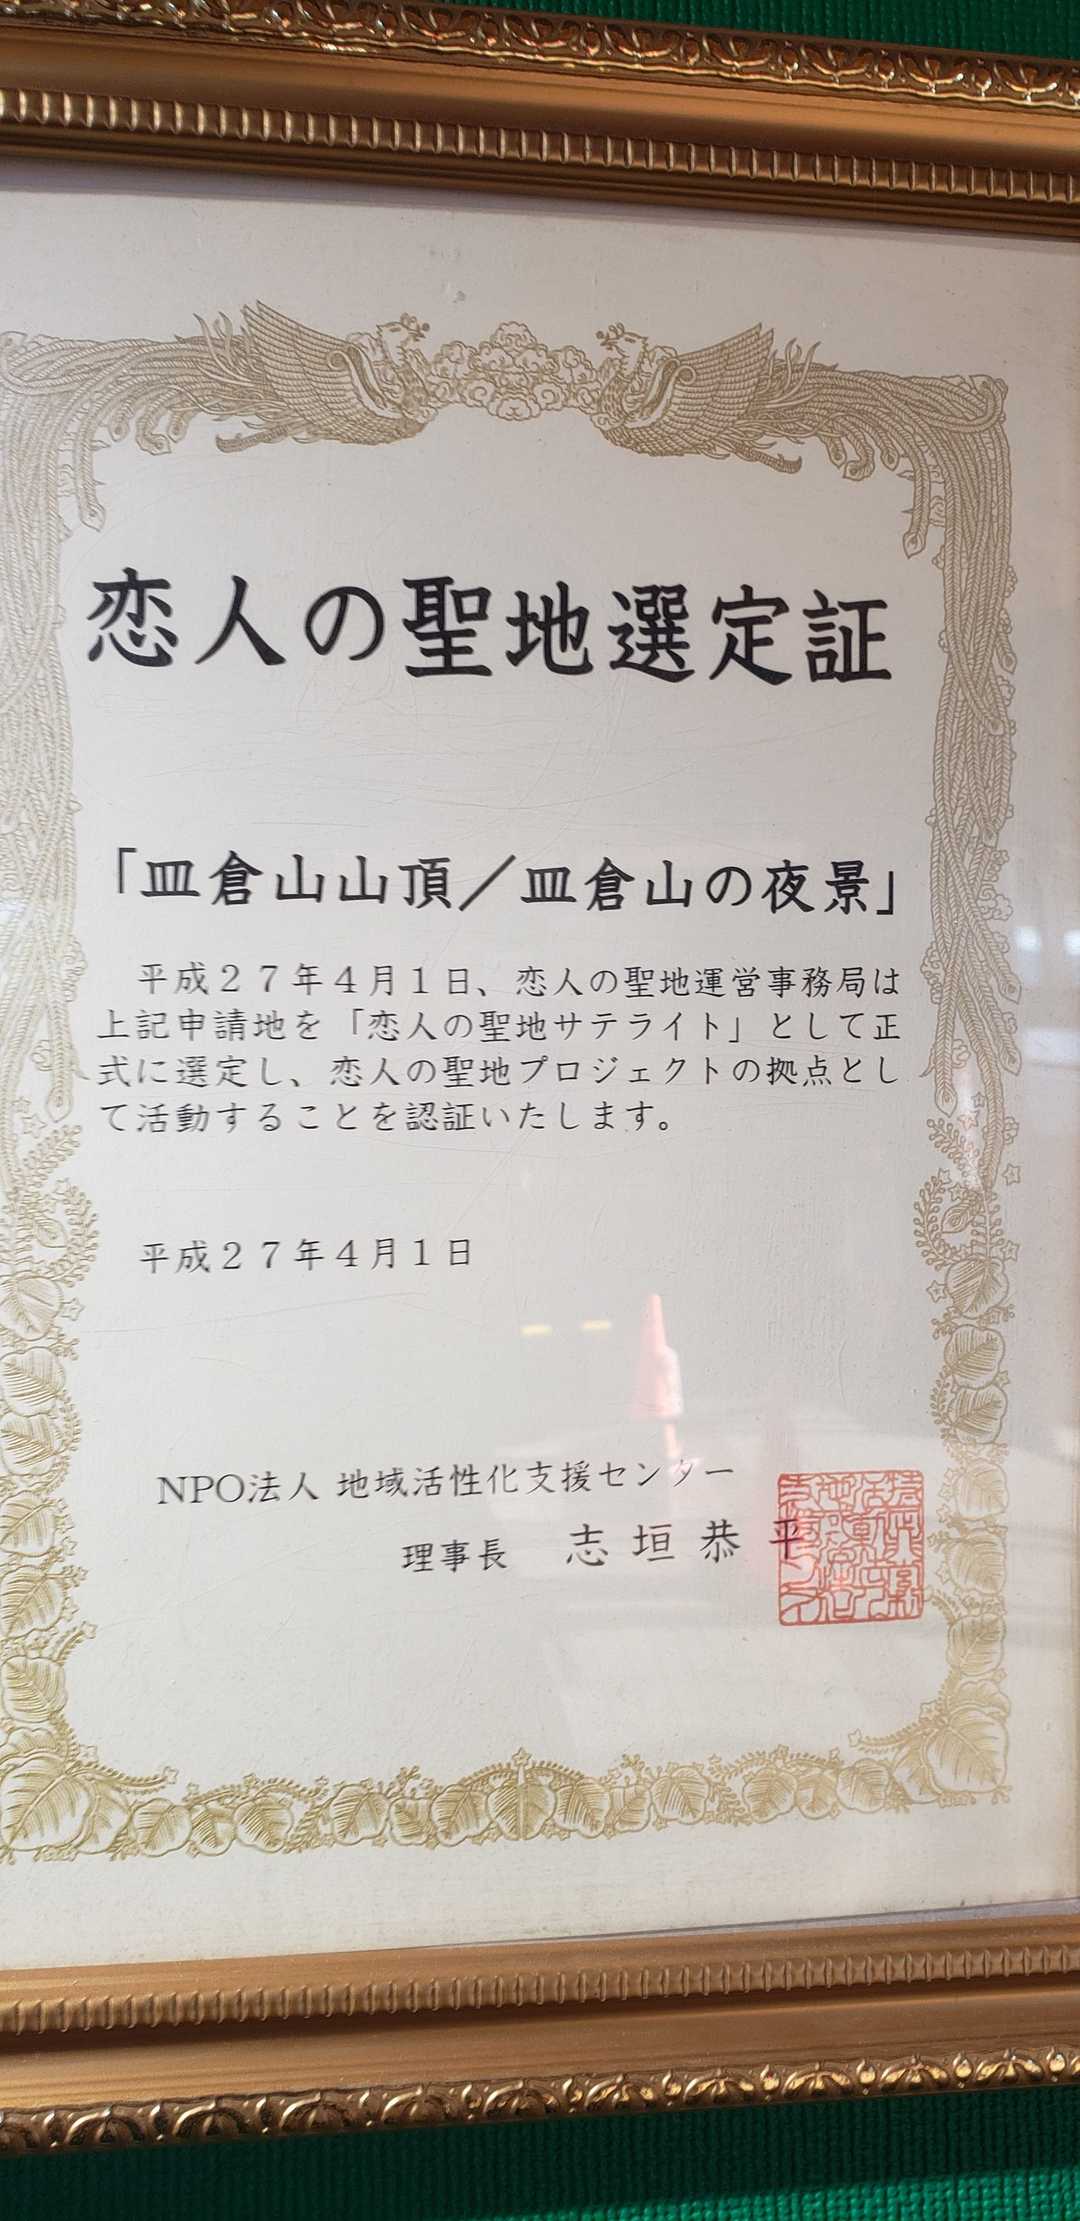 恋人の聖地選定証
「皿倉山山頂／皿倉山の夜景」
平成２７年４月１日、恋人の聖地運営事務局は
上記申請地を「恋人の聖地サテライト」として正
式に選定し、恋人の聖地プロジェクトの拠点とし
て活動することを認証いたします。
平成２７年４月１日
NPO法人 地域活性化支援センター
理事長　志垣恭平